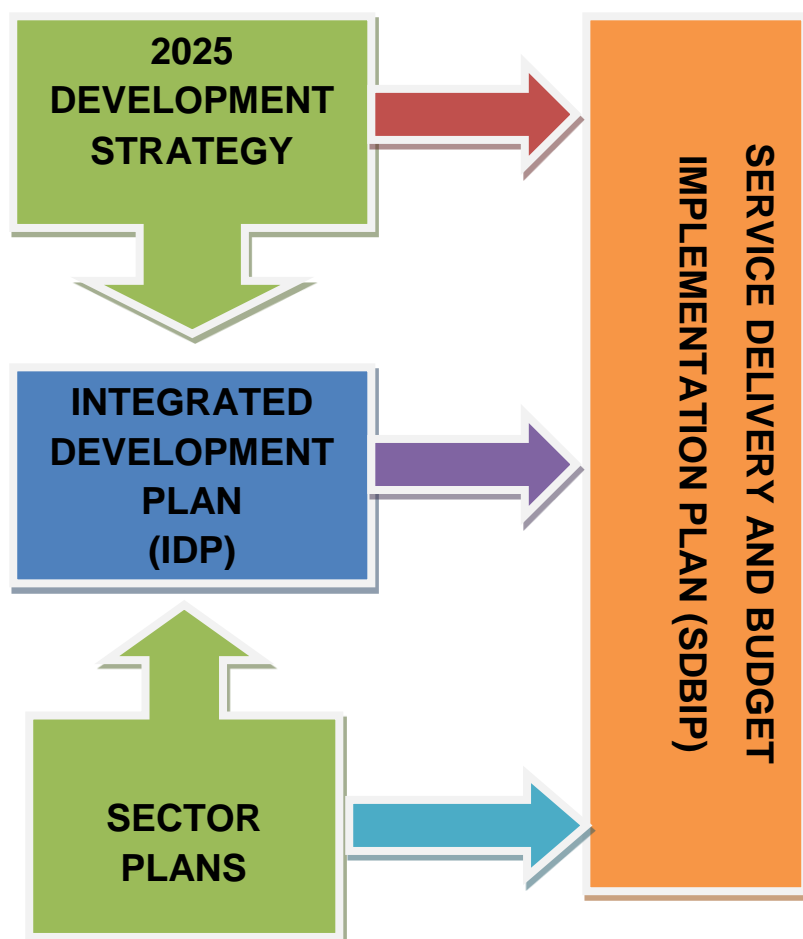 2025
DEVELOPMENT
STRATEGY
INTEGRATED
DEVELOPMENT
PLAN
(IDP)
SECTOR
PLANS
SERVICE DELIVERY AND BUDGET
IMPLEMENTATION PLAN (SDBIP)